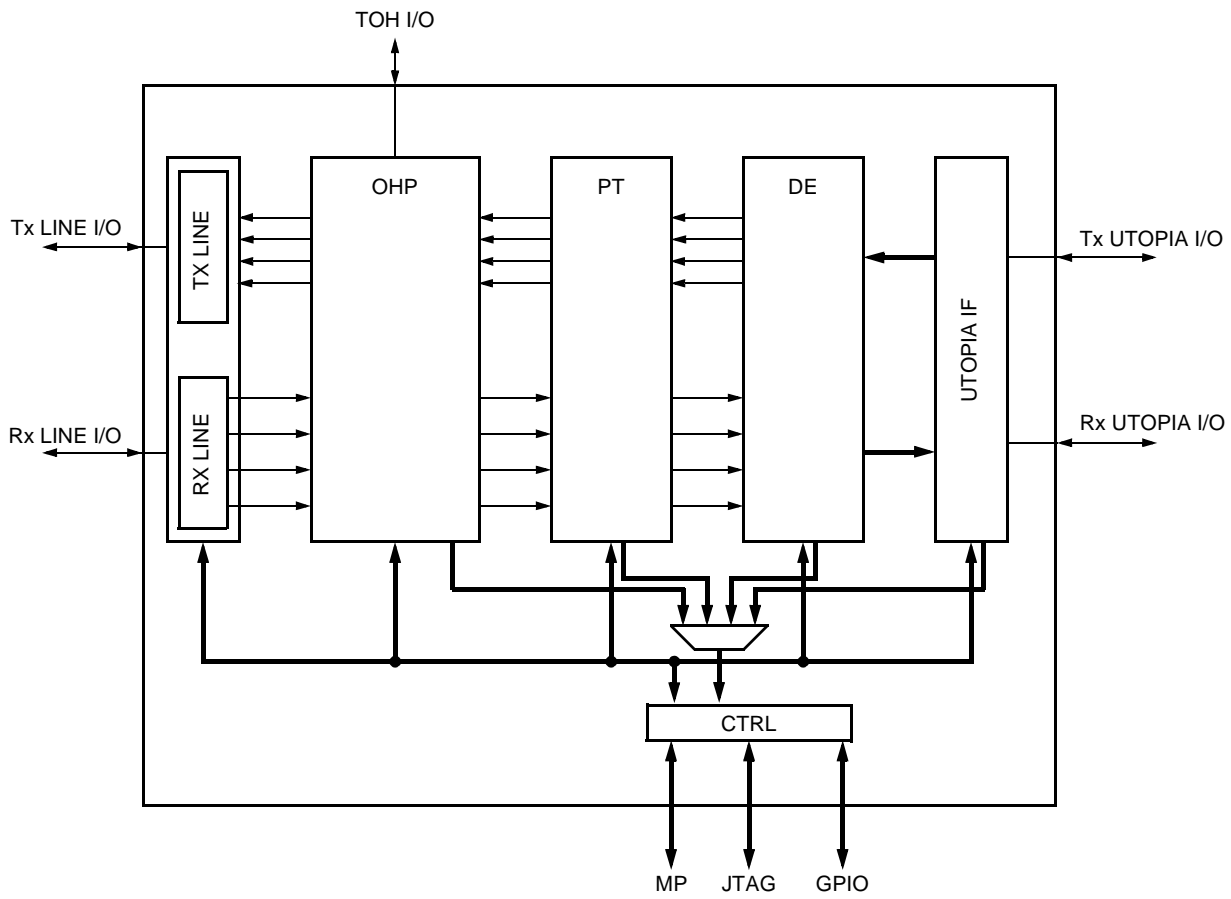 TOH I/O
OHP
PT
DE
Tx LINE I/O
TX LINE
Tx UTOPIA I/O
UTOPIA IF
Rx LINE I/O
RX LINE
Rx UTOPIA I/O
CTRL
MP
JTAG
GPIO